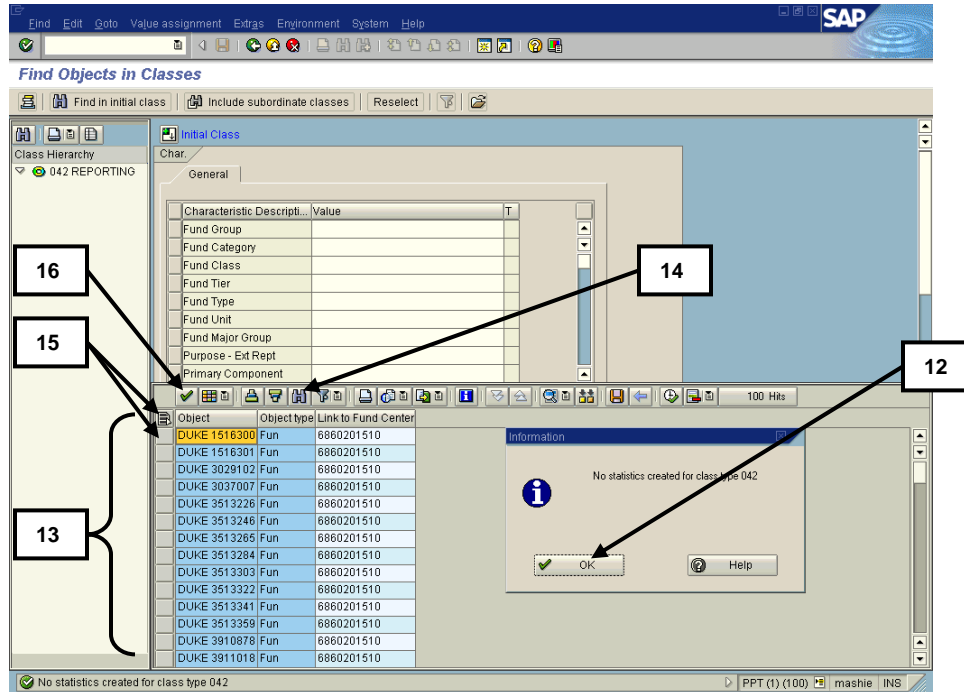 Find Edit Goto Value assignment Extras Environment System Help
SAP
Find Objects in Classes
Find in initial class Include subordinate classes Reselect
Initial Class
Class Hierarchy
Char.
042 REPORTING
General
Characteristic Descripti... Value T
Fund Group
Fund Category
Fund Class
Fund Tier
Fund Type
Fund Unit
Fund Major Group
Purpose - Ext Rept
Primary Component
16
14
15
12
13
100 Hits
Object Object type Link to Fund Center
DUKE 1516300 Fun 6860201510
DUKE 1516301 Fun 6860201510
DUKE 3029102 Fun 6860201510
DUKE 3037007 Fun 6860201510
DUKE 3513226 Fun 6860201510
DUKE 3513246 Fun 6860201510
DUKE 3513265 Fun 6860201510
DUKE 3513284 Fun 6860201510
DUKE 3513303 Fun 6860201510
DUKE 3513322 Fun 6860201510
DUKE 3513341 Fun 6860201510
DUKE 3513359 Fun 6860201510
DUKE 3910878 Fun 6860201510
DUKE 3911018 Fun 6860201510
Information
No statistics created for class type 042
OK Help
No statistics created for class type 042
PPT (1) (100) mashie INS